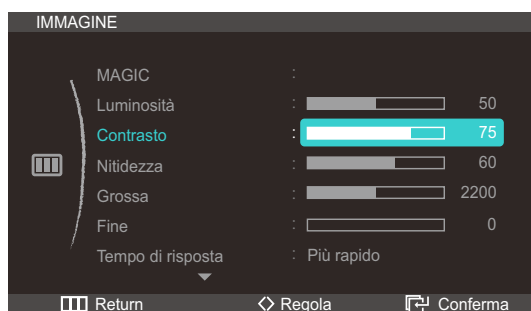 IMMAGINE
MAGIC :
Luminosità : 50
Contrasto : 75
Nitidezza : 60
Grossa : 2200
Fine : 0
Tempo di risposta : Più rapido
Return Regola Conferma